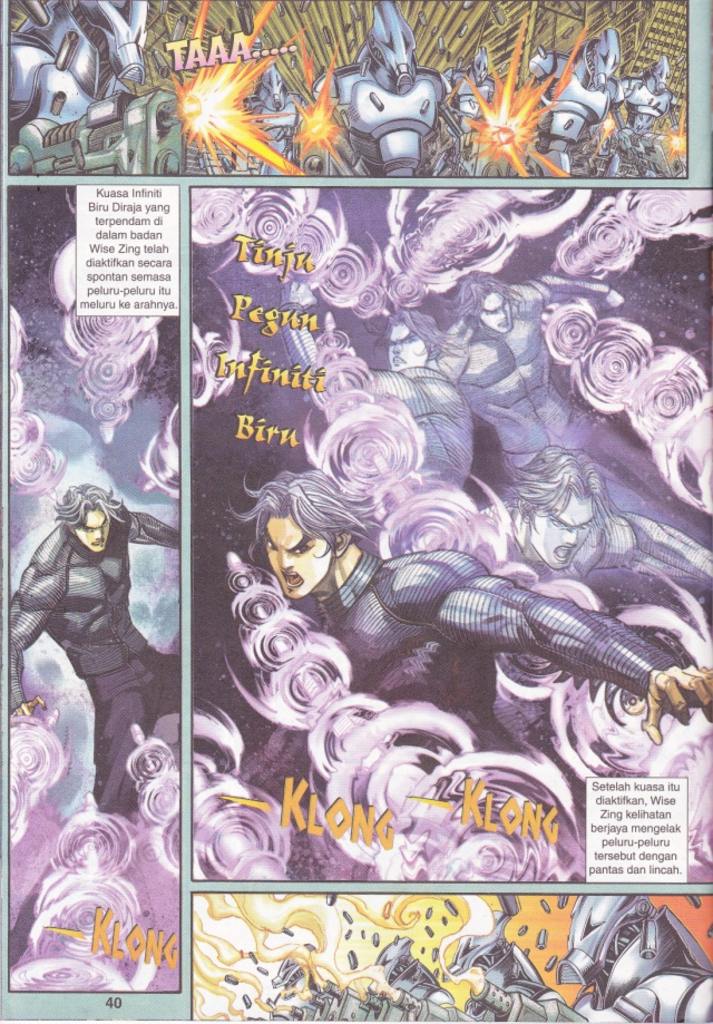 TAAA.....
Kuasa Infiniti
Biru Diraja yang
terpendam di
dalam badan
Wise Zing telah
diaktifkan secara
spontan semasa
peluru-peluru itu
meluru ke arahnya.
Tinju
Pegun
Infiniti
Biru
– KLONG
– KLONG
Setelah kuasa itu
diaktifkan, Wise
Zing kelihatan
berjaya mengelak
peluru-peluru
tersebut dengan
pantas dan lincah.
– KLONG
40